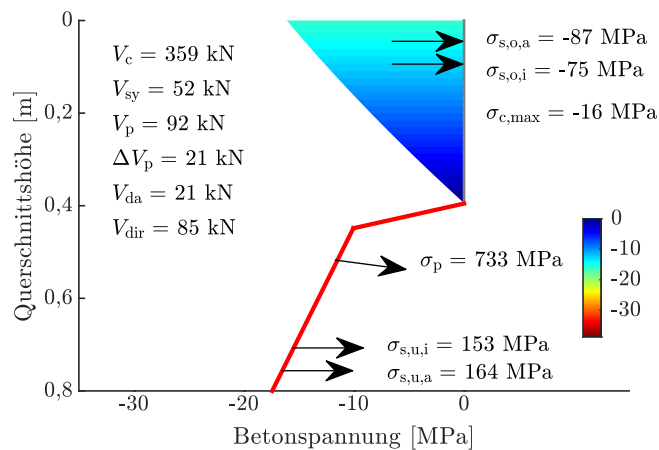 V_c = 359 kN
V_sy = 52 kN
V_p = 92 kN
ΔV_p = 21 kN
V_da = 21 kN
V_dir = 85 kN
σ_s,o,a = -87 MPa
σ_s,o,i = -75 MPa
σ_c,max = -16 MPa
σ_p = 733 MPa
σ_s,u,i = 153 MPa
σ_s,u,a = 164 MPa
0
-10
-20
-30
Querschnittshöhe [m]
0
0,2
0,4
0,6
0,8
-30
-20
-10
0
Betonspannung [MPa]